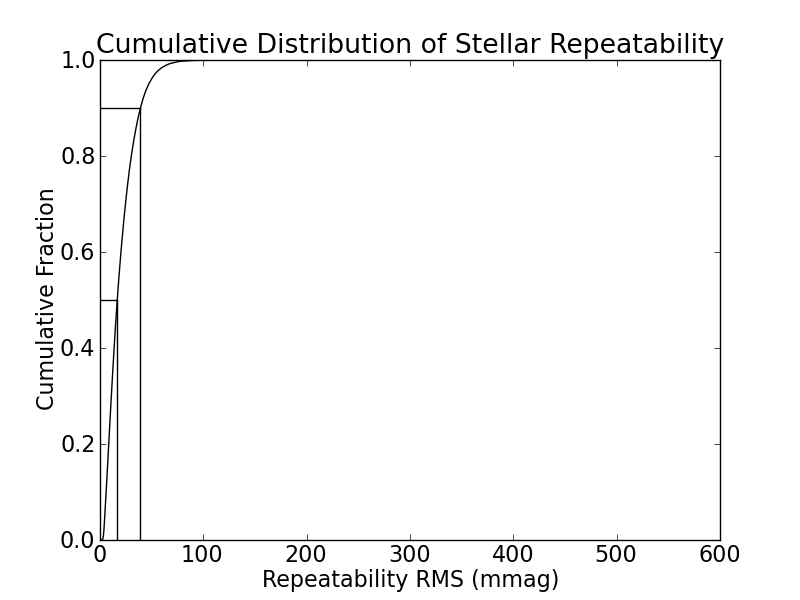 Cumulative Distribution of Stellar Repeatability
1.0
0.8
0.6
0.4
0.2
0.0
Cumulative Fraction
0 100 200 300 400 500 600
Repeatability RMS (mmag)